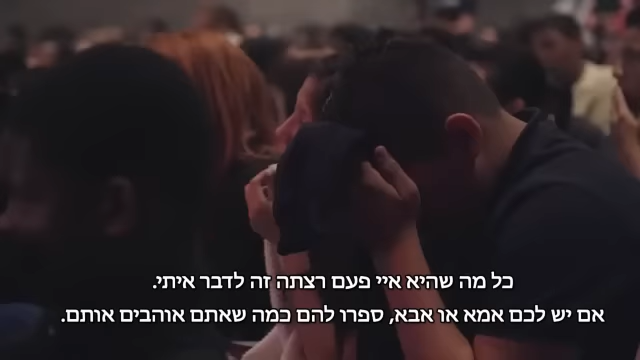 כל מה שהיא איי פעם רצתה זה לדבר איתי.
אם יש לכם אמא או אבא, ספרו להם כמה שאתם אוהבים אותם.